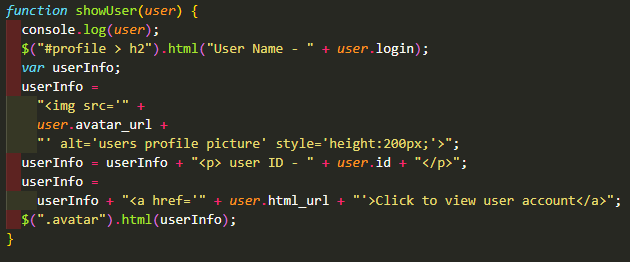 function showUser(user) {
console.log(user);
$("#profile > h2").html("User Name - " + user.login);
var userInfo;
userInfo =
"<img src='" +
user.avatar_url +
"' alt='users profile picture' style='height:200px;'>";
userInfo = userInfo + "<p> user ID - " + user.id + "</p>";
userInfo =
userInfo + "<a href='" + user.html_url + "'>Click to view user account</a>";
$(".avatar").html(userInfo);
}